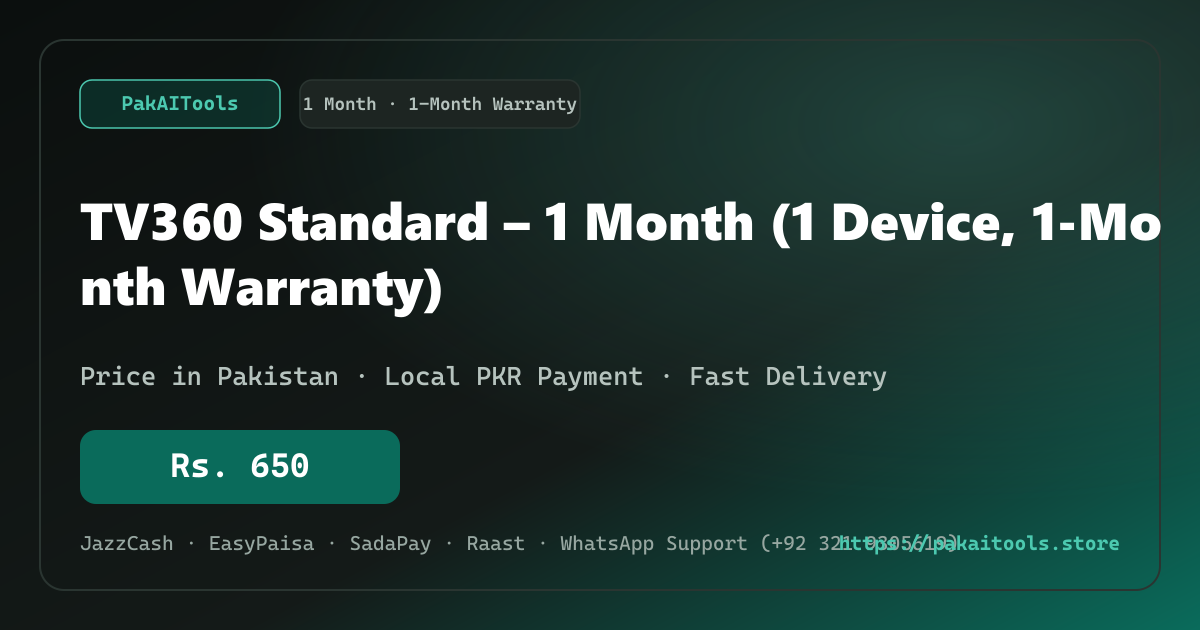 PakAITools
1 Month · 1-Month Warranty
TV360 Standard – 1 Month (1 Device, 1-Mo
nth Warranty)
Price in Pakistan · Local PKR Payment · Fast Delivery
Rs. 650
JazzCash · EasyPaisa · SadaPay · Raast · WhatsApp Support (+92 321
https://pakaitools.store